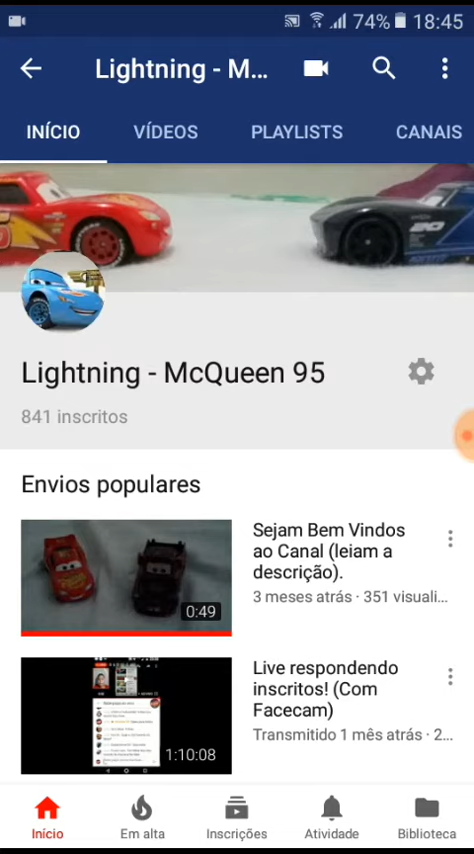 74% 18:45
Lightning - M...
INÍCIO VÍDEOS PLAYLISTS CANAIS
20
Lightning - McQueen 95
841 inscritos
Envios populares
Sejam Bem Vindos
ao Canal (leiam a
descrição).
3 meses atrás · 351 visuali...
0:49
Live respondendo
inscritos! (Com
Facecam)
Transmitido 1 mês atrás · 2...
1:10:08
Início Em alta Inscrições Atividade Biblioteca